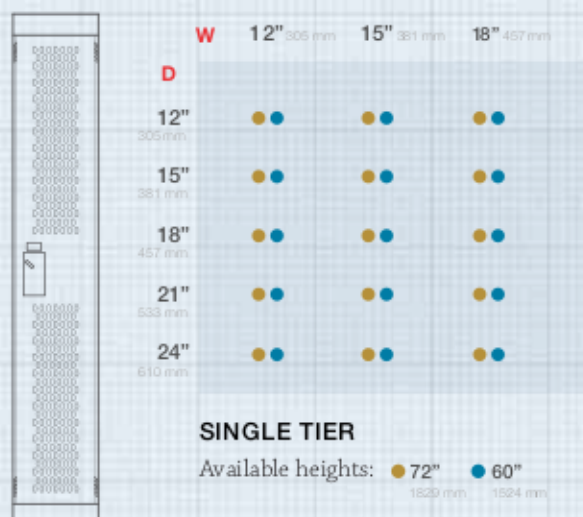 W 12” 305 mm 15” 381 mm 18” 457 mm
D
12”
305 mm
15”
381 mm
18”
457 mm
21”
533 mm
24”
610 mm
SINGLE TIER
Available heights: 72” 60”
1829 mm 1524 mm